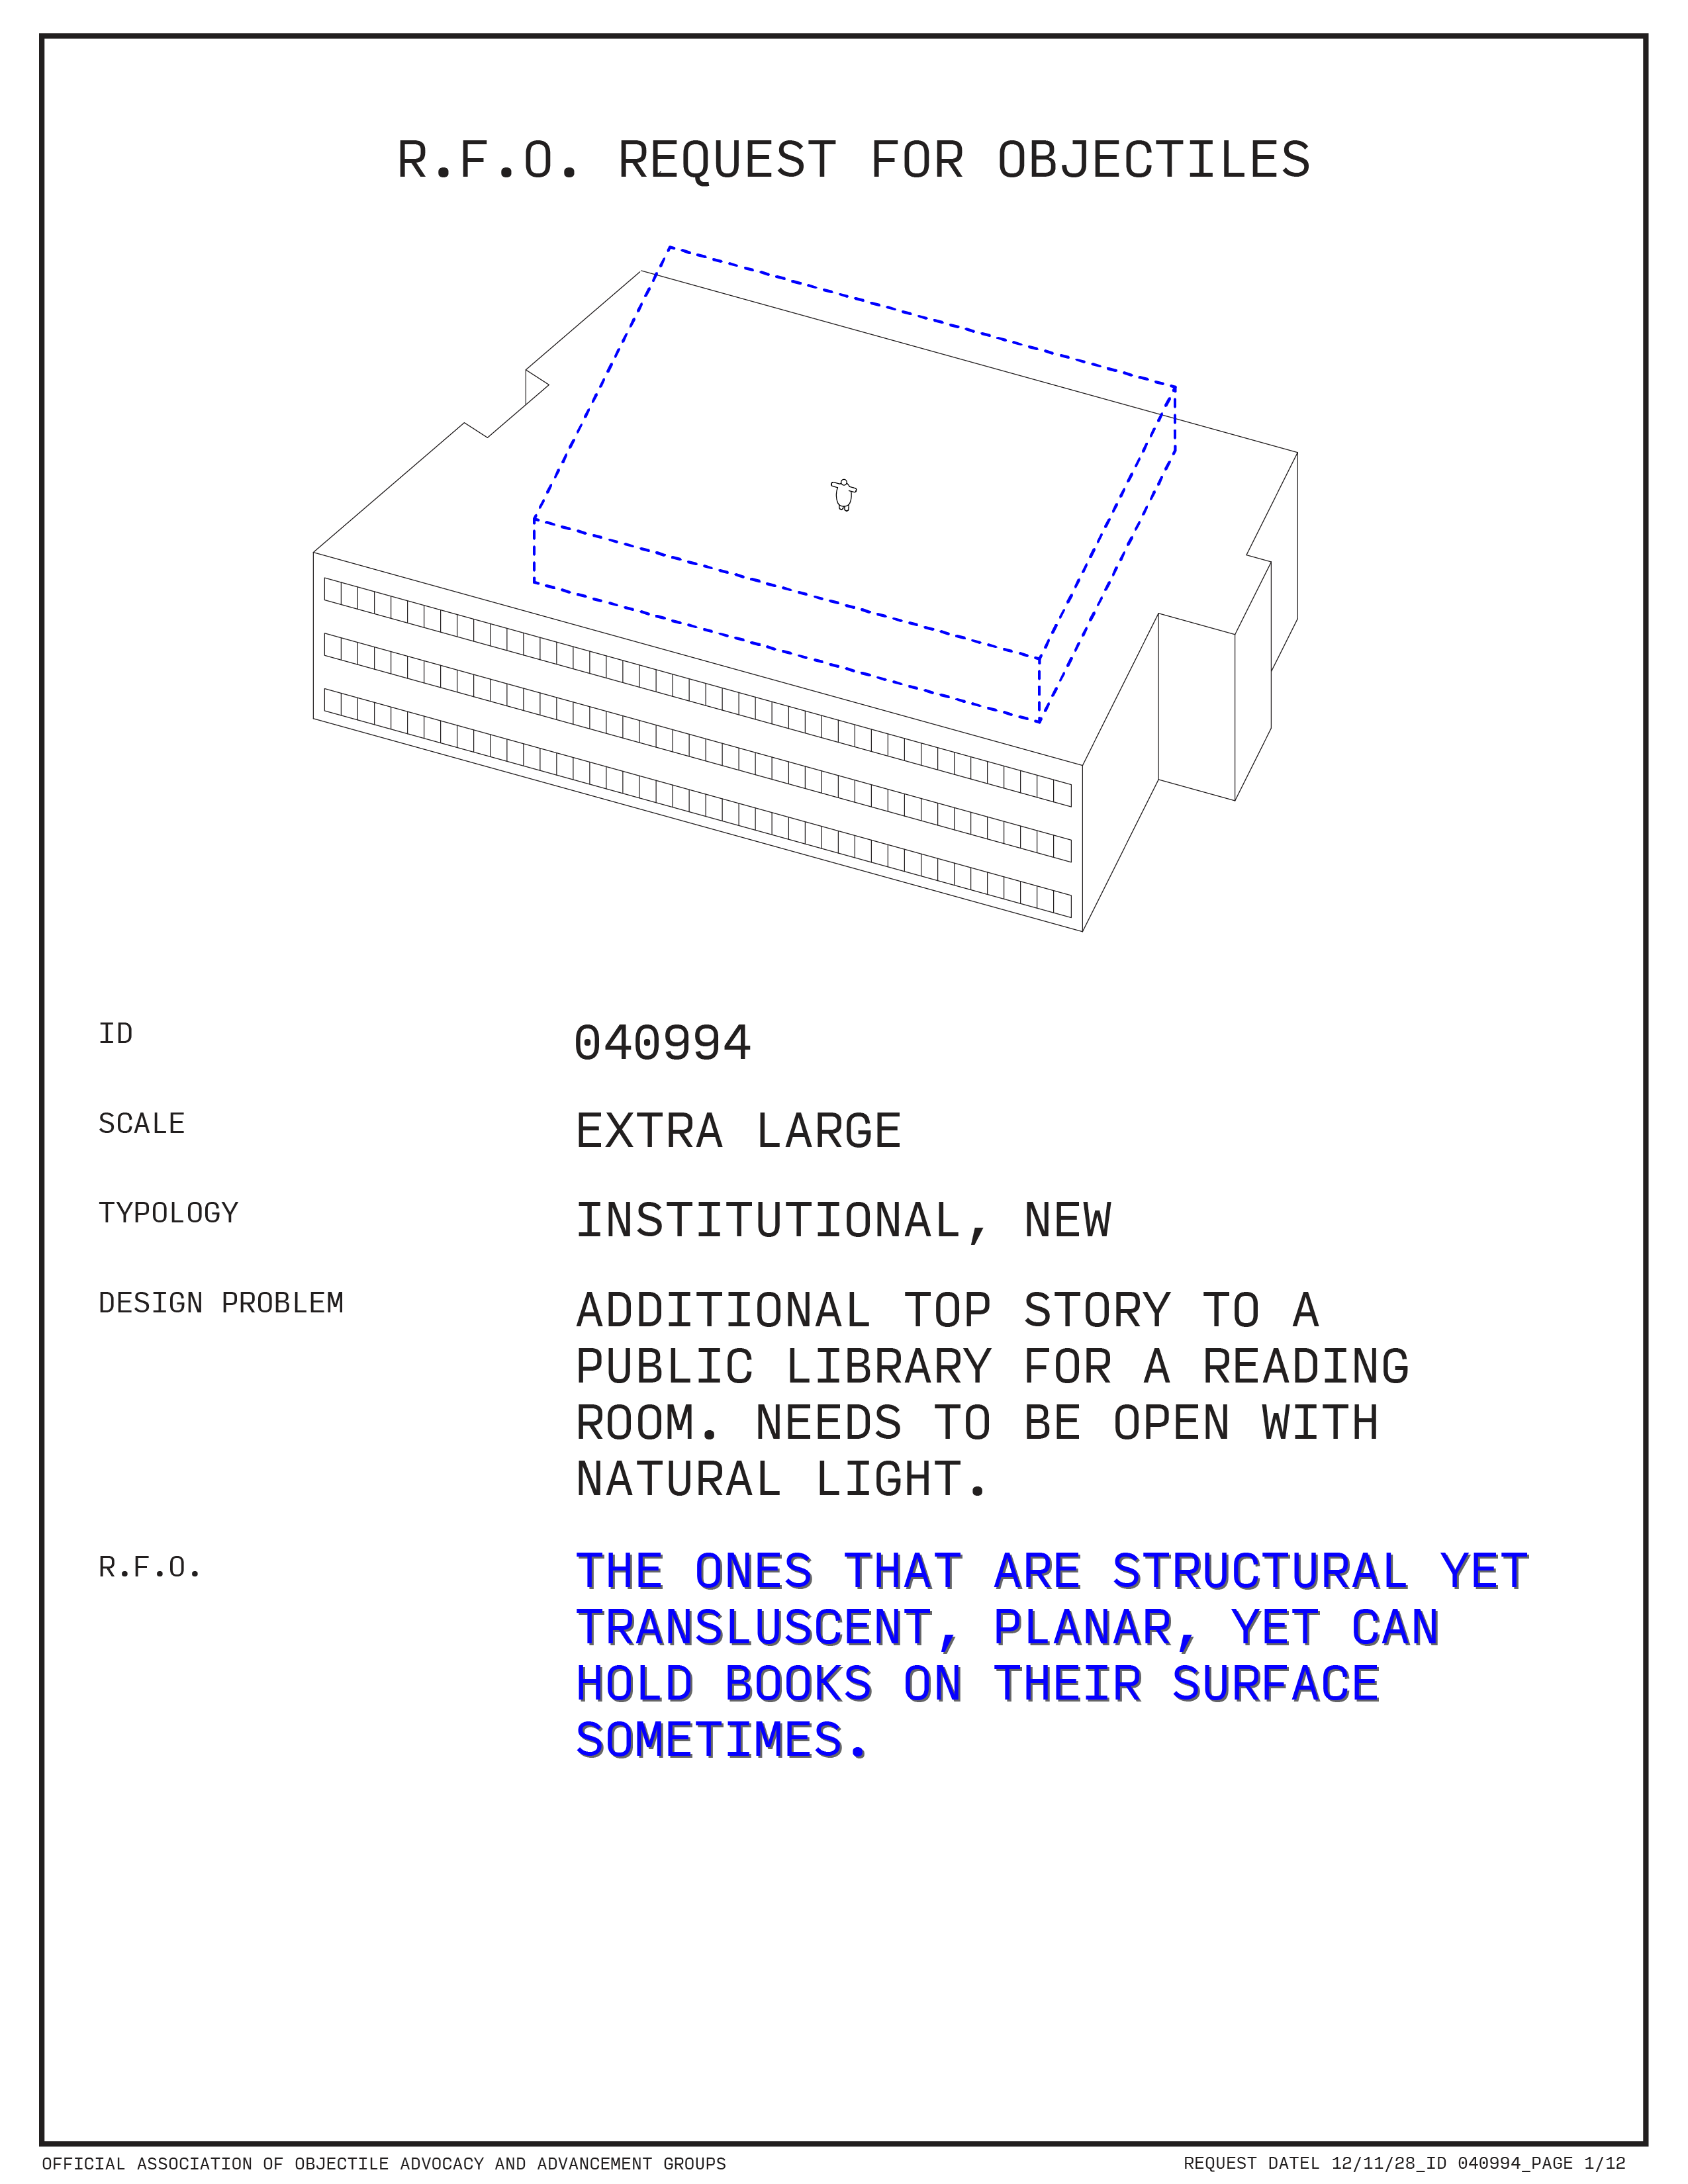 R.F.O. REQUEST FOR OBJECTILES
ID
040994
SCALE
EXTRA LARGE
TYPOLOGY
INSTITUTIONAL, NEW
DESIGN PROBLEM
ADDITIONAL TOP STORY TO A
PUBLIC LIBRARY FOR A READING
ROOM. NEEDS TO BE OPEN WITH
NATURAL LIGHT.
R.F.O.
THE ONES THAT ARE STRUCTURAL YET
TRANSLUSCENT, PLANAR, YET CAN
HOLD BOOKS ON THEIR SURFACE
SOMETIMES.
OFFICIAL ASSOCIATION OF OBJECTILE ADVOCACY AND ADVANCEMENT GROUPS
REQUEST DATEL 12/11/28_ID 040994_PAGE 1/12